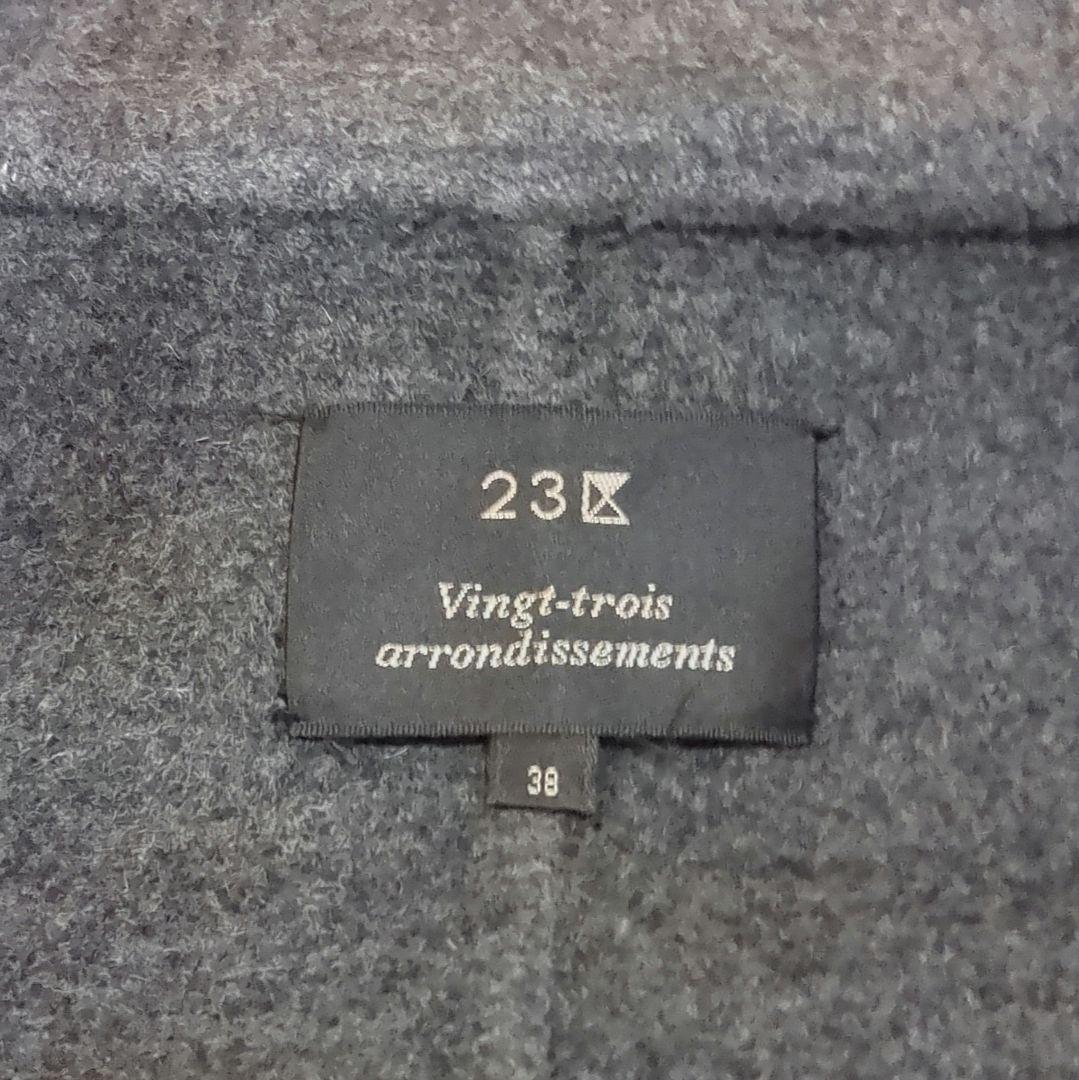 23区
Vingt-trois
arrondissements
38